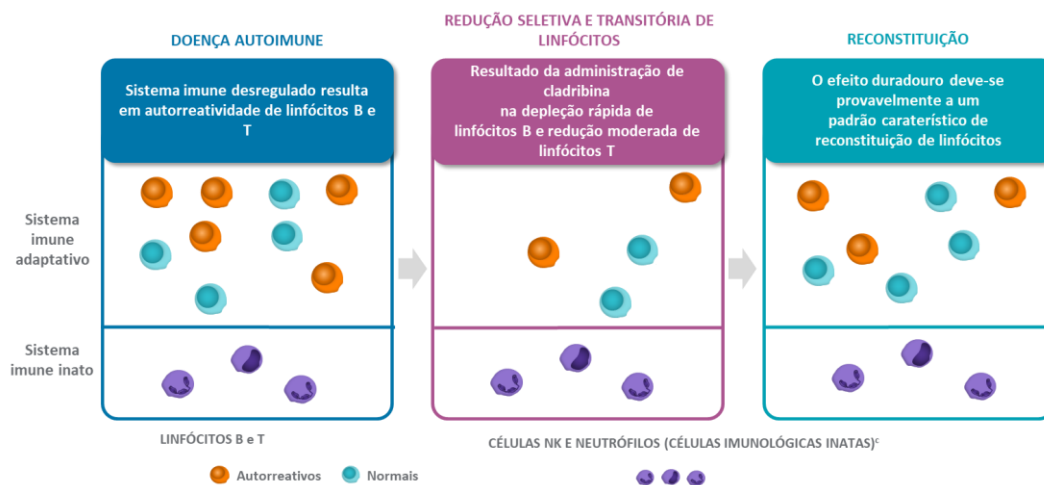 DOENÇA AUTOIMUNE
REDUÇÃO SELETIVA E TRANSITÓRIA DE
LINFÓCITOS
RECONSTITUIÇÃO
Sistema imune desregulado resulta
em autorreatividade de linfócitos B e
T
Resultado da administração de
cladribina
na depleção rápida de
linfócitos B e redução moderada de
linfócitos T
O efeito duradouro deve-se
provavelmente a um
padrão caraterístico de
reconstituição de linfócitos
Sistema
imune
adaptativo
Sistema
imune inato
LINFÓCITOS B e T
CÉLULAS NK E NEUTRÓFILOS (CÉLULAS IMUNOLÓGICAS INATAS)ᶜ
Autorreativos
Normais